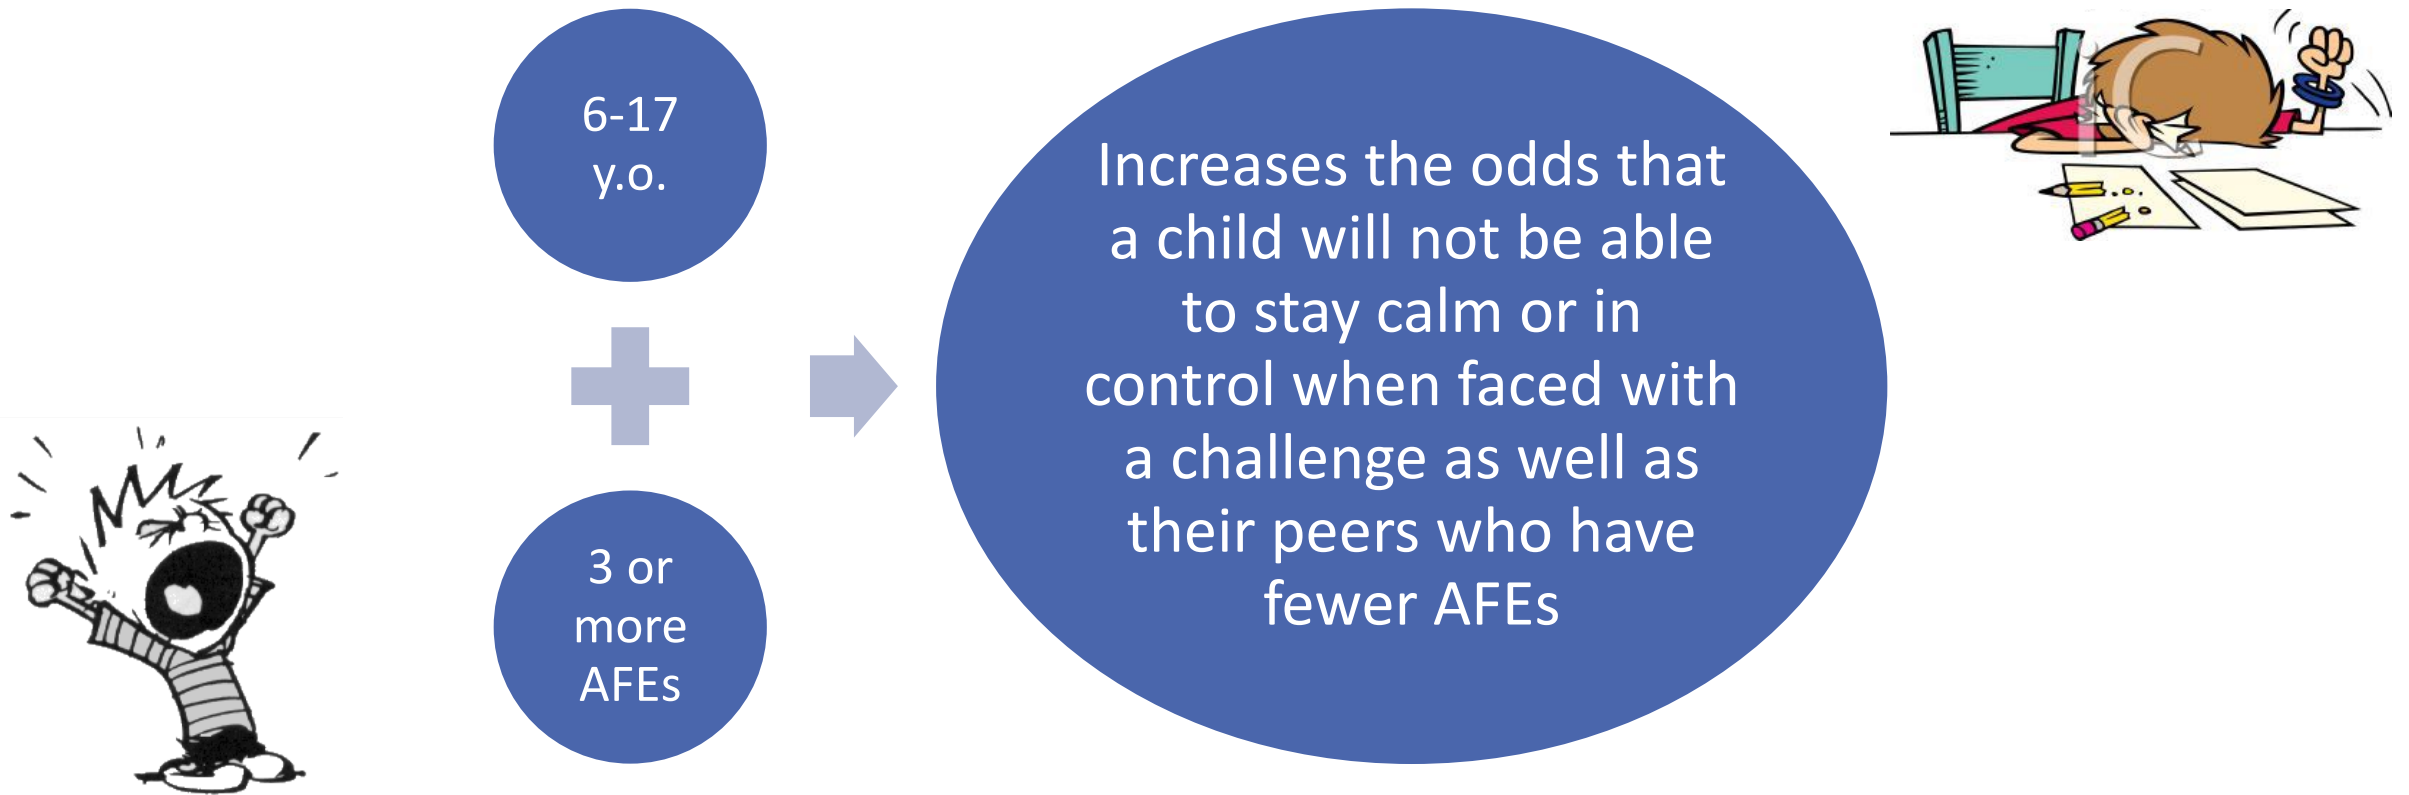 6-17
y.o.
3 or
more
AFEs
Increases the odds that
a child will not be able
to stay calm or in
control when faced with
a challenge as well as
their peers who have
fewer AFEs